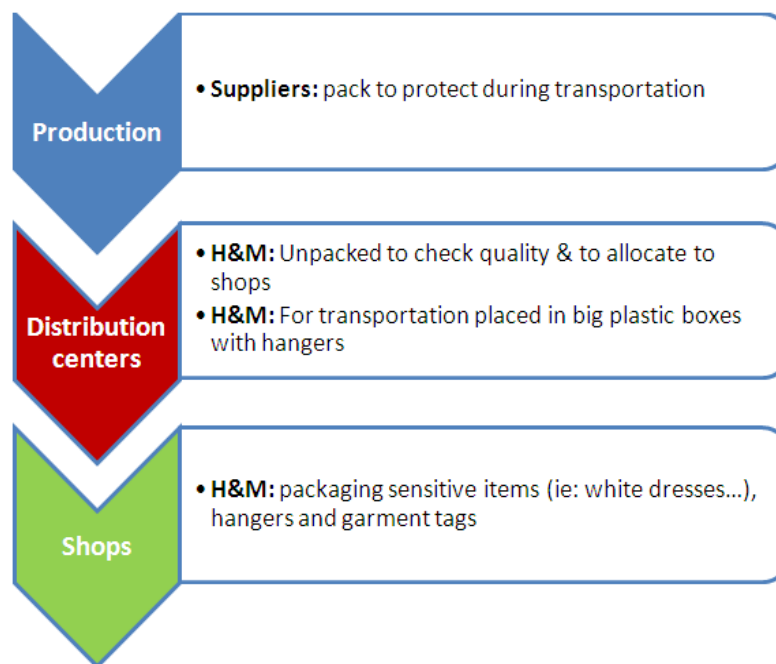 Production
• Suppliers: pack to protect during transportation
Distribution
centers
• H&M: Unpacked to check quality & to allocate to
shops
• H&M: For transportation placed in big plastic boxes
with hangers
Shops
• H&M: packaging sensitive items (ie: white dresses…),
hangers and garment tags